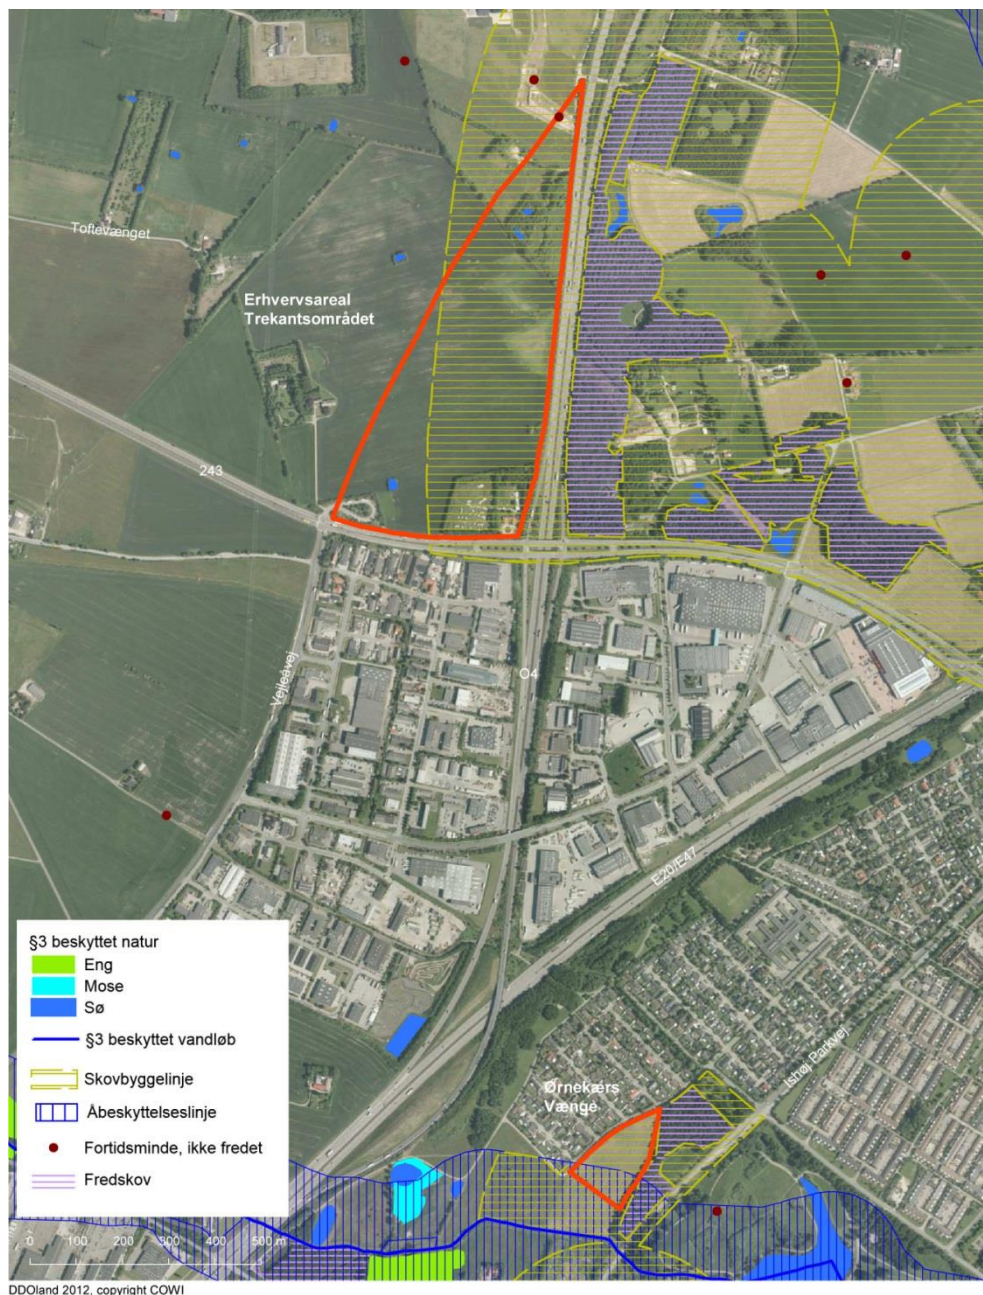 Toftevænget
Erhvervsareal
Trekantsområdet
243
Vejleåvej
O4
E20/E47
Ishøj Parkvej
Ørnekærs
Vænge
§3 beskyttet natur
Eng
Mose
Sø
§3 beskyttet vandløb
Skovbyggelinje
Åbeskyttelseslinje
Fortidsminde, ikke fredet
Fredskov
0 100 200 300 400 500 m
DDOland 2012, copyright COWI